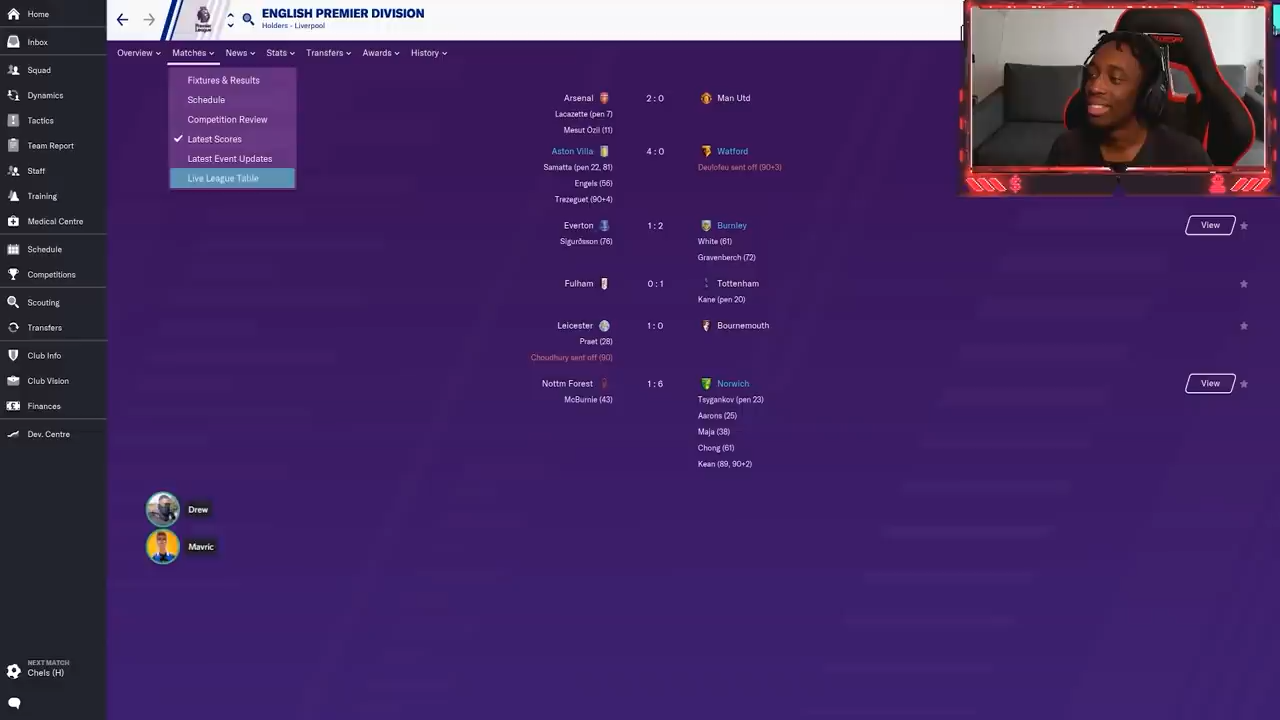 Home
Inbox
Squad
Dynamics
Tactics
Team Report
Staff
Training
Medical Centre
Schedule
Competitions
Scouting
Transfers
Club Info
Club Vision
Finances
Dev. Centre
NEXT MATCH
Chels (H)
ENGLISH PREMIER DIVISION
Holders - Liverpool
Overview Matches News Stats Transfers Awards History
Fixtures & Results
Schedule
Competition Review
Latest Scores
Latest Event Updates
Live League Table
Arsenal 2 : 0 Man Utd
Lacazette (pen 7)
Mesut Özil (11)
Aston Villa 4 : 0 Watford
Samatta (pen 22, 81) Deulofeu sent off (90+3)
Engels (56)
Trezeguet (90+4)
Everton 1 : 2 Burnley View
Sigurðsson (76) White (61)
Gravenberch (72)
Fulham 0 : 1 Tottenham
Kane (pen 20)
Leicester 1 : 0 Bournemouth
Praet (28)
Choudhury sent off (90)
Nottm Forest 1 : 6 Norwich View
McBurnie (43) Tsygankov (pen 23)
Aarons (25)
Maja (38)
Chong (61)
Kean (89, 90+2)
Drew
Mavric